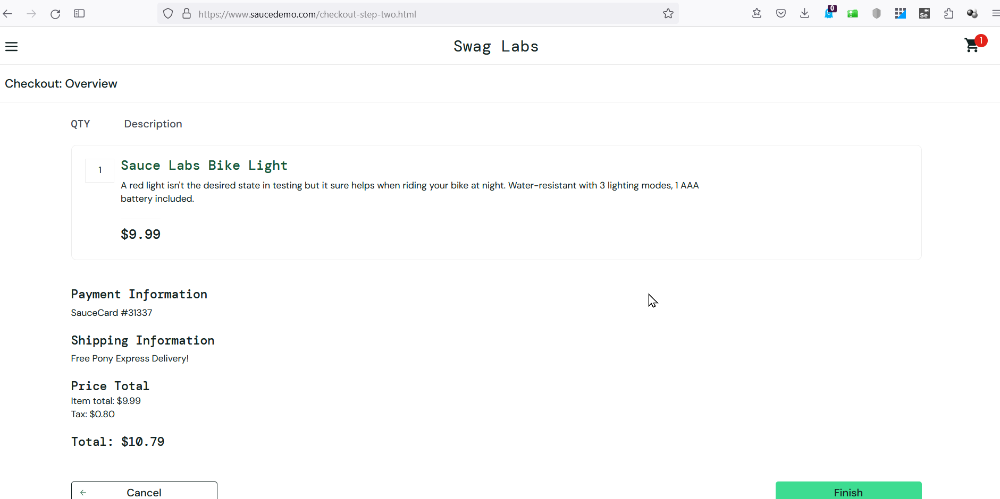 https://www.saucedemo.com/checkout-step-two.html
0
Se
Swag Labs
1
Checkout: Overview
QTY Description
1
Sauce Labs Bike Light
A red light isn't the desired state in testing but it sure helps when riding your bike at night. Water-resistant with 3 lighting modes, 1 AAA
battery included.
$9.99
Payment Information
SauceCard #31337
Shipping Information
Free Pony Express Delivery!
Price Total
Item total: $9.99
Tax: $0.80
Total: $10.79
Cancel
Finish